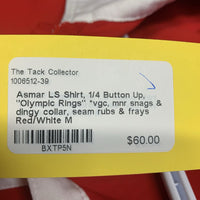 The Tack Collector
1006512-39
Asmar LS Shirt, 1/4 Button Up,
"Olympic Rings" *vgc, mnr snags &
dingy collar, seam rubs & frays
Red/White M
BXTP5N
$60.00